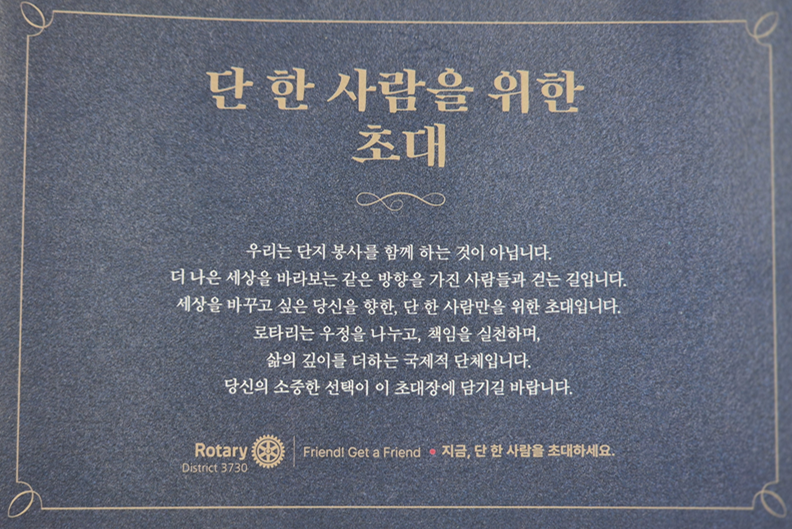 단 한 사람을 위한
초대
우리는 단지 봉사를 함께 하는 것이 아닙니다.
더 나은 세상을 바라보는 같은 방향을 가진 사람들과 걷는 길입니다.
세상을 바꾸고 싶은 당신을 향한, 단 한 사람만을 위한 초대입니다.
로타리는 우정을 나누고, 책임을 실천하며,
삶의 깊이를 더하는 국제적 단체입니다.
당신의 소중한 선택이 이 초대장에 담기길 바랍니다.
Rotary | Friend! Get a Friend • 지금, 단 한 사람을 초대하세요.
District 3730